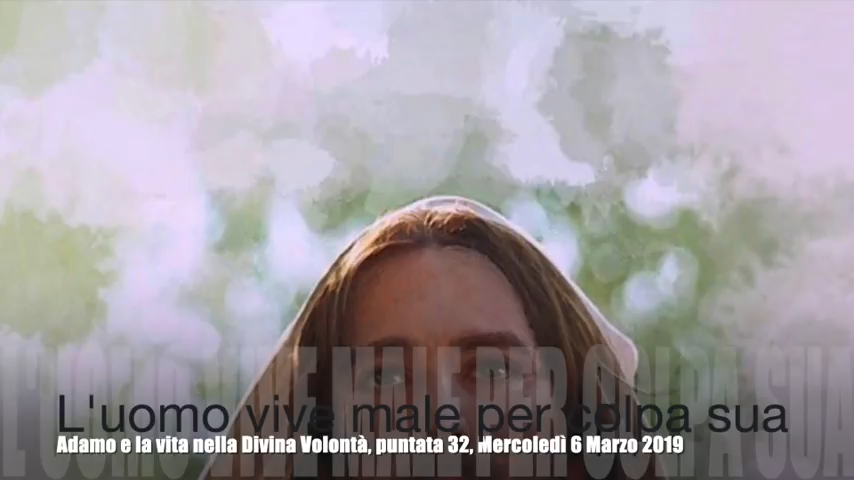 L'UOMO VIVE MALE PER COLPA SUA
L'uomo vive male per colpa sua
Adamo e la vita nella Divina Volontà, puntata 32, Mercoledì 6 Marzo 2019